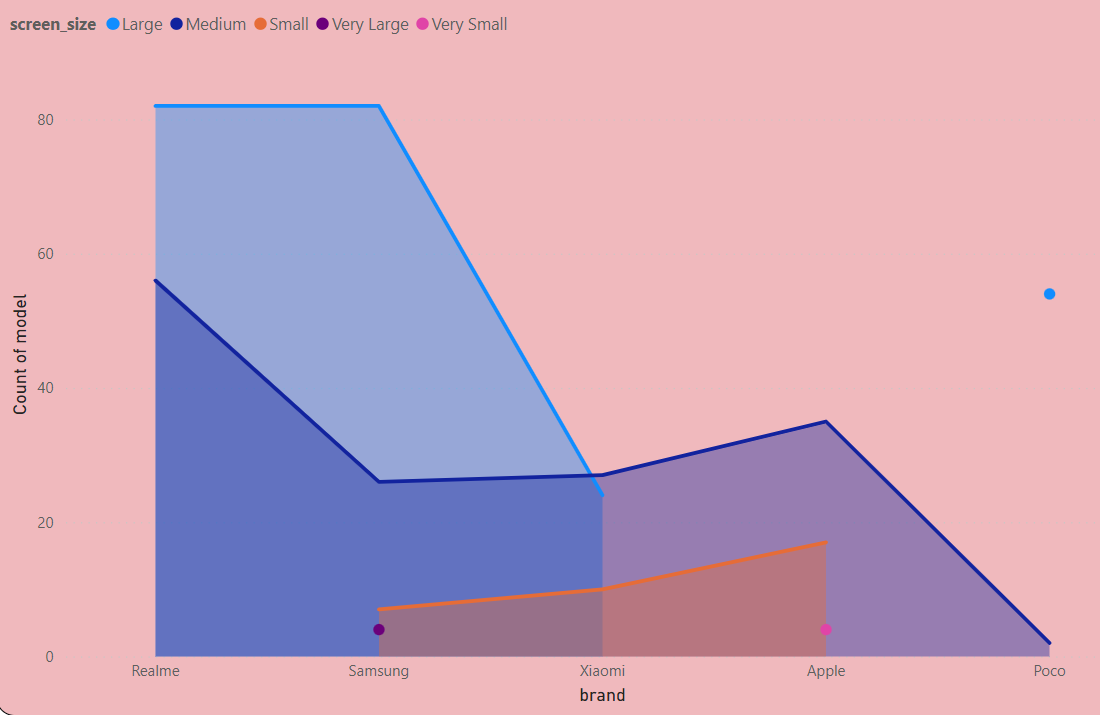 screen_size Large Medium Small Very Large Very Small
80
60
40
20
0
Count of model
Realme Samsung Xiaomi Apple Poco
brand